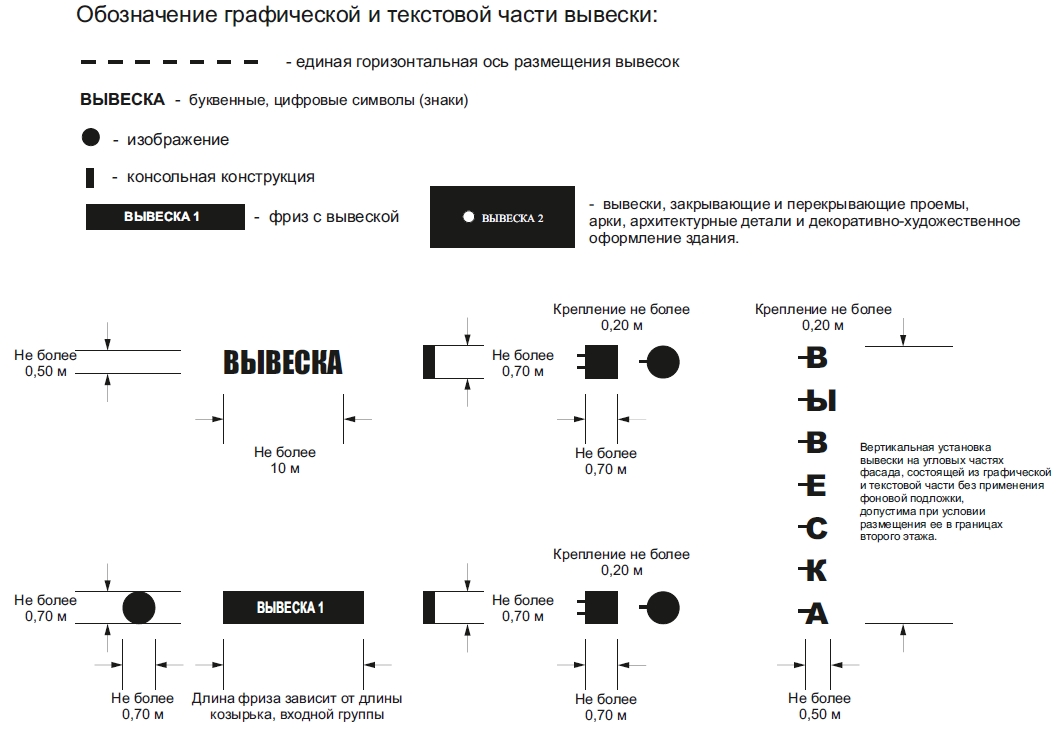 Обозначение графической и текстовой части вывески:
- единая горизонтальная ось размещения вывесок
ВЫВЕСКА - буквенные, цифровые символы (знаки)
- изображение
- консольная конструкция
ВЫВЕСКА 1 - фриз с вывеской
ВЫВЕСКА 2
- вывески, закрывающие и перекрывающие проемы,
арки, архитектурные детали и декоративно-художественное
оформление здания.
Не более
0,50 м
ВЫВЕСКА
Не более
10 м
Не более
0,70 м
Крепление не более
0,20 м
Не более
0,70 м
Крепление не более
0,20 м
В
Ы
В
Е
С
К
А
Вертикальная установка
вывески на угловых частях
фасада, состоящей из графической
и текстовой части без применения
фоновой подложки,
допустима при условии
размещения ее в границах
второго этажа.
Не более
0,50 м
Не более
0,70 м
Не более
0,70 м
ВЫВЕСКА 1
Длина фриза зависит от длины
козырька, входной группы
Не более
0,70 м
Крепление не более
0,20 м
Не более
0,70 м